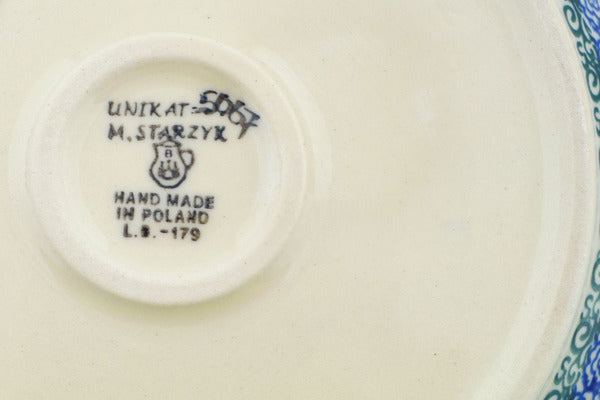 UNIKAT-5067
M. STARZYK
B
HAND MADE
IN POLAND
L.B.-179